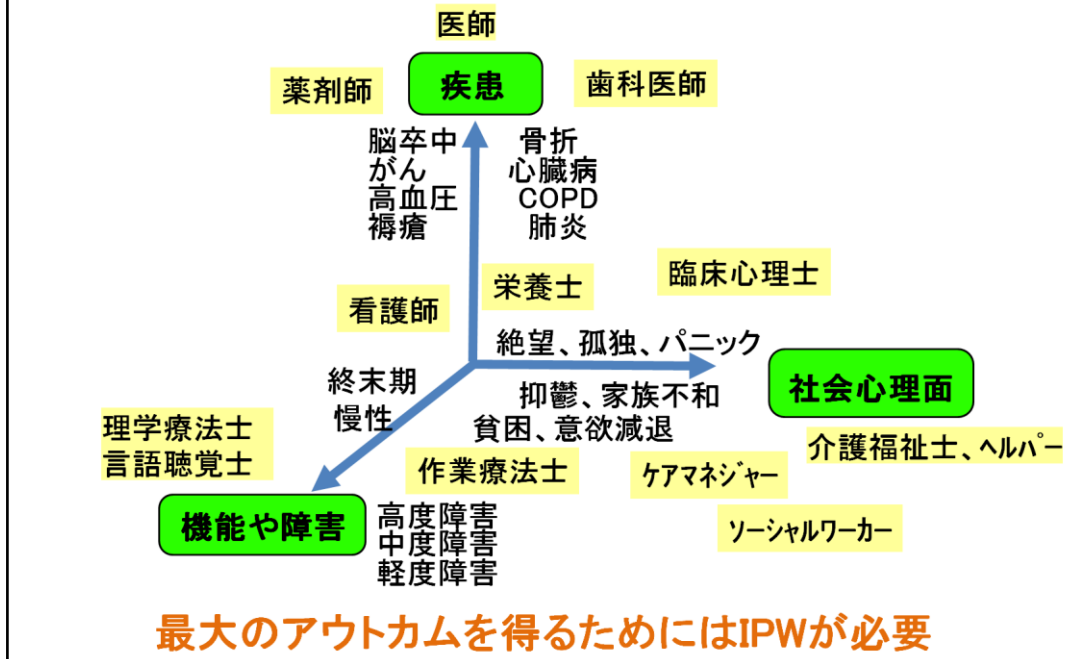 医師
薬剤師
疾患
歯科医師
脳卒中
がん
高血圧
褥瘡
骨折
心臓病
COPD
肺炎
臨床心理士
栄養士
看護師
絶望、孤独、パニック
終末期
慢性
社会心理面
抑鬱、家族不和
貧困、意欲減退
理学療法士
言語聴覚士
介護福祉士、ヘルパー
作業療法士
ケアマネジャー
機能や障害
高度障害
中度障害
軽度障害
ソーシャルワーカー
最大のアウトカムを得るためにはIPWが必要